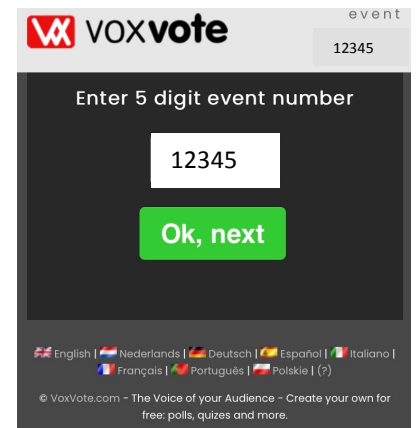 VOXvote
event
12345
Enter 5 digit event number
12345
Ok, next
English | Nederlands | Deutsch | Español | Italiano |
Français | Português | Polskie | (?)
© VoxVote.com - The Voice of your Audience - Create your own for
free: polls, quizes and more.